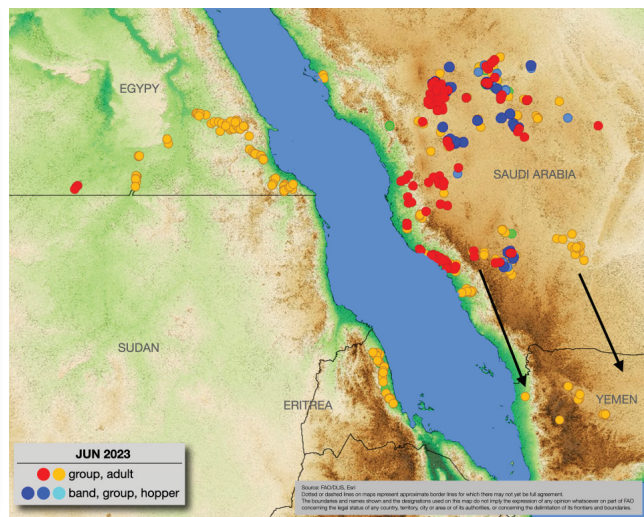 EGYPT
SAUDI ARABIA
SUDAN
ERITREA
YEMEN
JUN 2023
group, adult
band, group, hopper
Source: FAO/DLIS, Esri
Dotted or dashed lines on maps represent approximate border lines for which there may not yet be full agreement.
The boundaries and names shown and the designations used on this map do not imply the expression of any opinion whatsoever on part of FAO
concerning the legal status of any country, territory, city or area or of its authorities, or concerning the delimitation of its frontiers and boundaries.